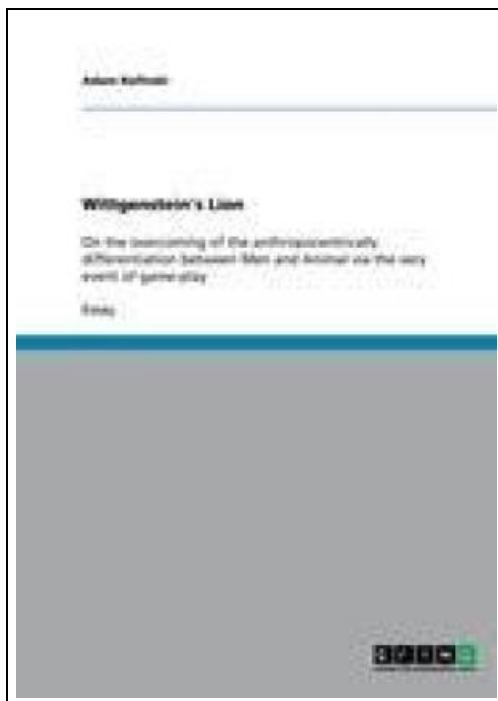 Adam
Wittgenstein's Lion
On the overcoming of the anthropocentrically
differentiation between Men and Animal via the very
event of game-play
Essay
GRIN